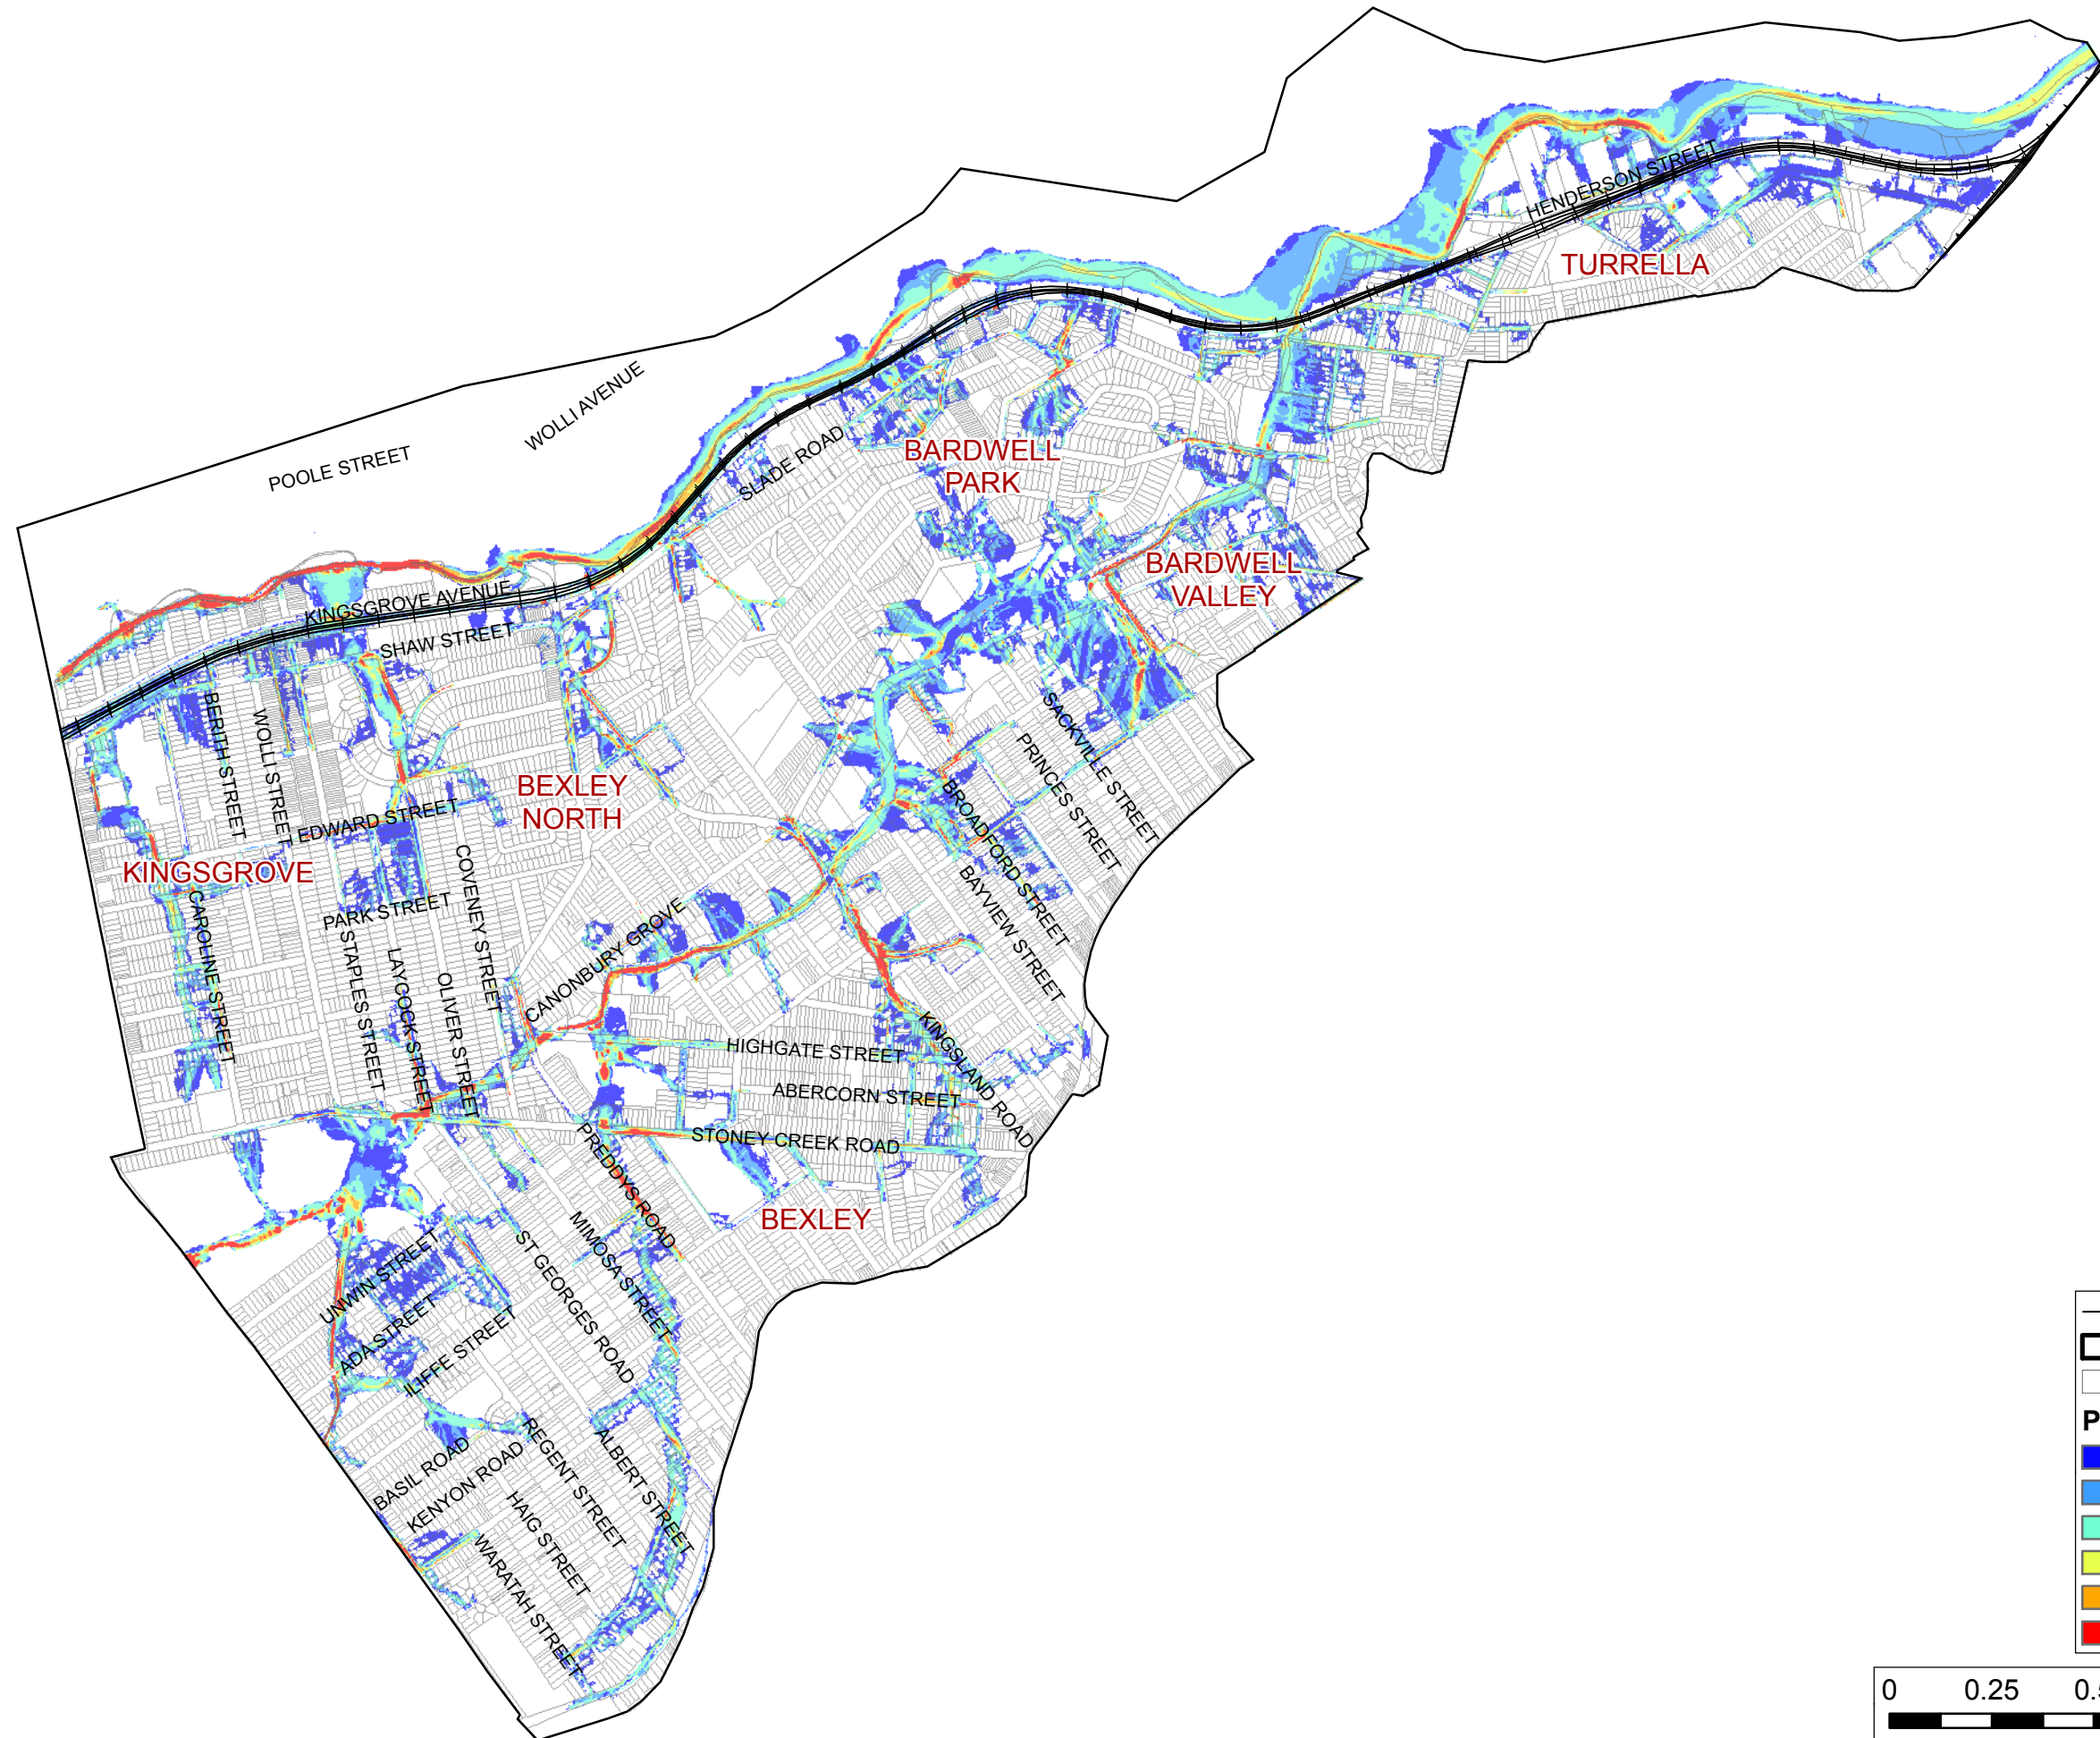 HENDERSON STREET
TURRELLA
WOLLI AVENUE
POOLE STREET
SLADE ROAD
BARDWELL
PARK
BARDWELL
VALLEY
KINGSGROVE AVENUE
SHAW STREET
BERITH STREET
WOLLI STREET
SACKVILLE STREET
PRINCES STREET
BEXLEY
NORTH
EDWARD STREET
BROADFORD STREET
KINGSGROVE
COVENEY STREET
BAYVIEW STREET
CAROLINE STREET
PARK STREET
STAPLES STREET
LAYCOCK STREET
OLIVER STREET
CANONBURY GROVE
KINGSLAND ROAD
HIGHGATE STREET
ABERCORN STREET
STONEY CREEK ROAD
PREDDYS ROAD
BEXLEY
MIMOSA STREET
ST GEORGES ROAD
UNWIN STREET
ADA STREET
ILIFFE STREET
BASIL ROAD
KENYON ROAD
REGENT STREET
ALBERT STREET
HAIG STREET
WARATAH STREET
P
0 0.25